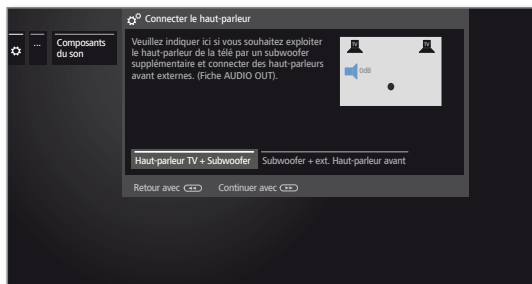 Connecter le haut-parleur
... Composants
du son
Veuillez indiquer ici si vous souhaitez exploiter
le haut-parleur de la télé par un subwoofer
supplémentaire et connecter des haut-parleurs
avant externes. (Fiche AUDIO OUT).
TV TV
0dB
Haut-parleur TV + Subwoofer Subwoofer + ext. Haut-parleur avant
Retour avec Continuer avec